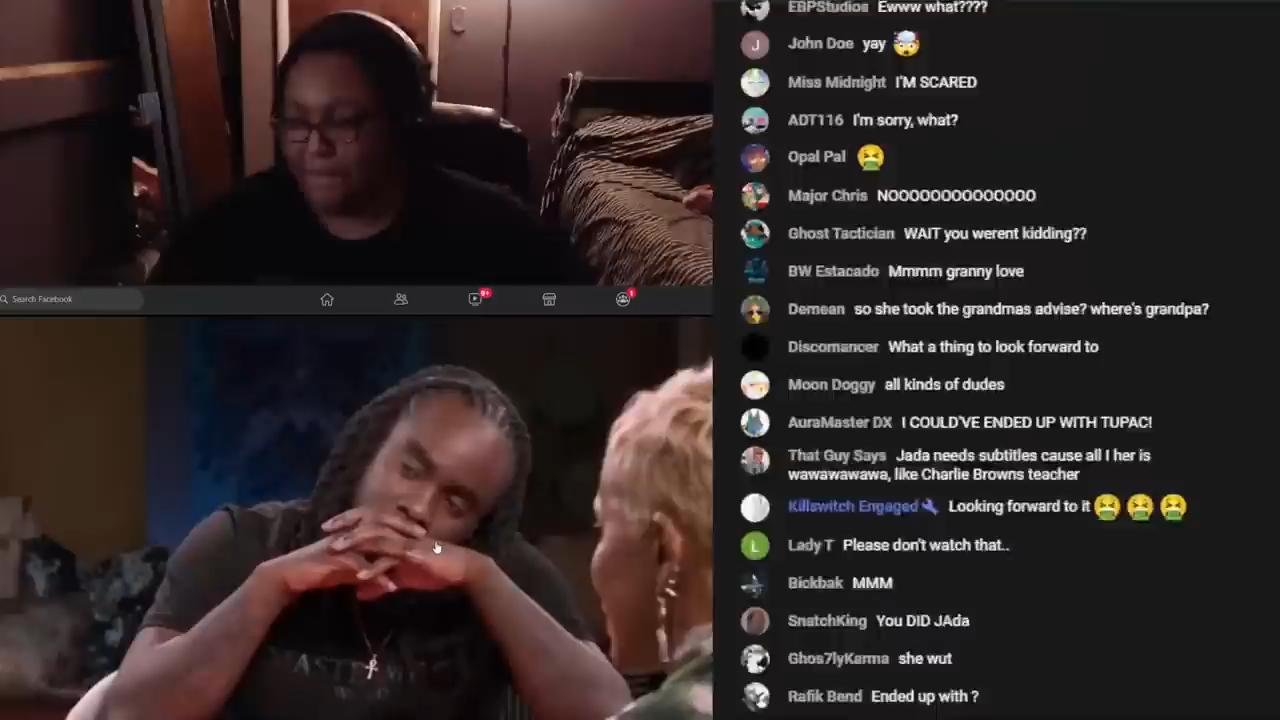 EBPStudios Ewww what????
John Doe yay
Miss Midnight I'M SCARED
ADT116 I'm sorry, what?
Opal Pal
Major Chris NOOOOOOOOOOOOOO
Ghost Tactician WAIT you werent kidding??
BW Estacado Mmmm granny love
Demean so she took the grandmas advise? where's grandpa?
Discomancer What a thing to look forward to
Moon Doggy all kinds of dudes
AuraMaster DX I COULD'VE ENDED UP WITH TUPAC!
That Guy Says Jada needs subtitles cause all I her is
wawawawawa, like Charlie Browns teacher
Killswitch Engaged Looking forward to it
Lady T Please don't watch that..
Bickbak MMM
SnatchKing You DID JAda
Ghos7lyKarma she wut
Rafik Bend Ended up with ?
Search Facebook
9+
1